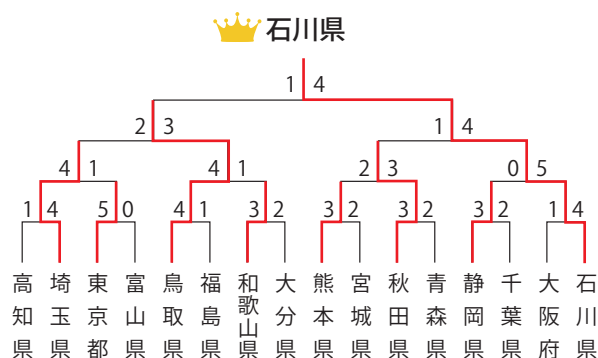 石川県
1 4
2 3 1 4
4 1 4 1 2 3 0 5
1 4 5 0 4 1 3 2 3 2 3 2 3 2 1 4
高知県 埼玉県 東京都 富山県 鳥取県 福島県 和歌山県 大分県 熊本県 宮城県 秋田県 青森県 静岡県 千葉県 大阪府 石川県